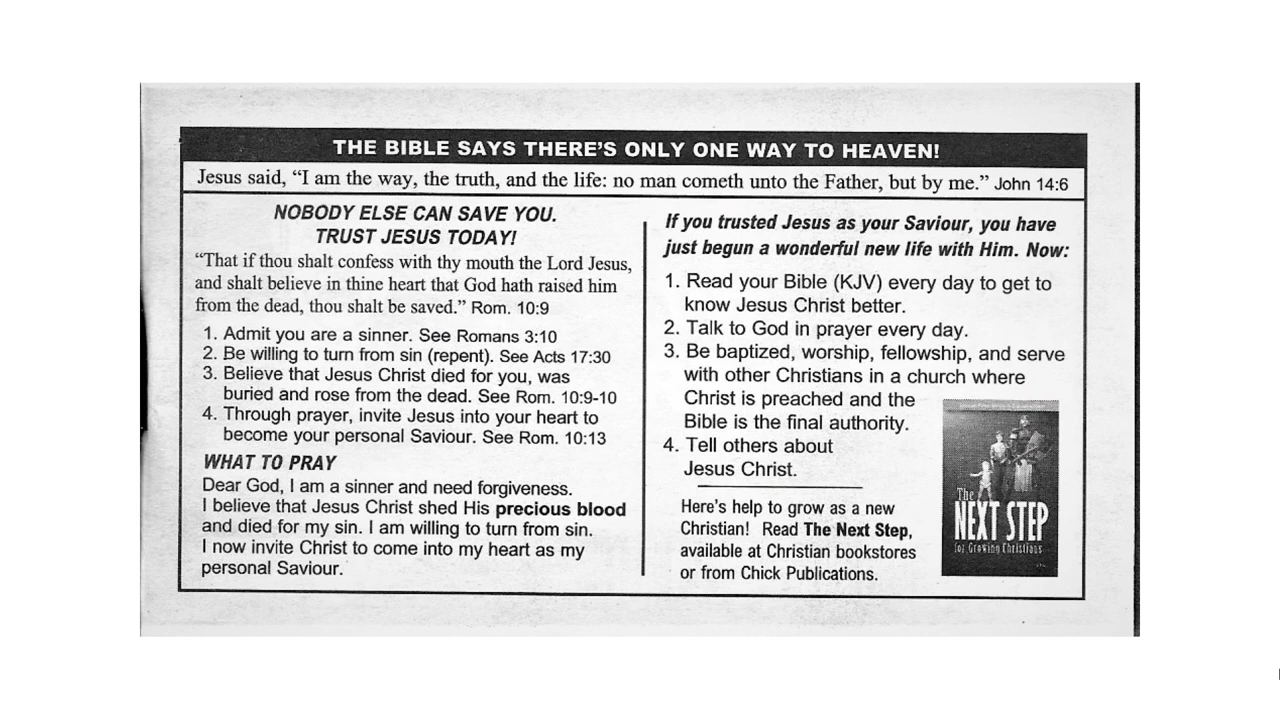 THE BIBLE SAYS THERE'S ONLY ONE WAY TO HEAVEN!
Jesus said, “I am the way, the truth, and the life: no man cometh unto the Father, but by me.” John 14:6
NOBODY ELSE CAN SAVE YOU.
TRUST JESUS TODAY!
“That if thou shalt confess with thy mouth the Lord Jesus,
and shalt believe in thine heart that God hath raised him
from the dead, thou shalt be saved.” Rom. 10:9
1. Admit you are a sinner. See Romans 3:10
2. Be willing to turn from sin (repent). See Acts 17:30
3. Believe that Jesus Christ died for you, was
buried and rose from the dead. See Rom. 10:9-10
4. Through prayer, invite Jesus into your heart to
become your personal Saviour. See Rom. 10:13
WHAT TO PRAY
Dear God, I am a sinner and need forgiveness.
I believe that Jesus Christ shed His precious blood
and died for my sin. I am willing to turn from sin.
I now invite Christ to come into my heart as my
personal Saviour.
If you trusted Jesus as your Saviour, you have
just begun a wonderful new life with Him. Now:
1. Read your Bible (KJV) every day to get to
know Jesus Christ better.
2. Talk to God in prayer every day.
3. Be baptized, worship, fellowship, and serve
with other Christians in a church where
Christ is preached and the
Bible is the final authority.
4. Tell others about
Jesus Christ.
Here's help to grow as a new
Christian! Read The Next Step,
available at Christian bookstores
or from Chick Publications.
The
NEXT STEP
for Growing Christians